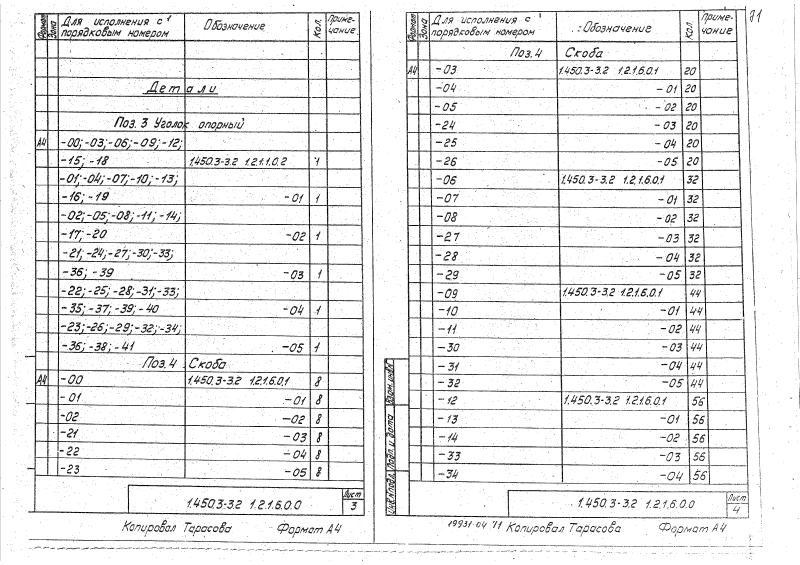 Формат Зона Для исполнения с порядковым номером Обозначение Кол. Примечание
Детали
Поз. 3 Уголок опорный
А4 -00; -03; -06; -09; -12;
-15; -18 1.450.3-3.2 1.2.1.1.0.2 1
-01; -04; -07; -10; -13;
-16; -19 -01 1
-02; -05; -08; -11; -14;
-17; -20 -02 1
-21; -24; -27; -30; -33;
-36; -39 -03 1
-22; -25; -28; -31; -33;
-35; -37; -39; -40 -04 1
-23; -26; -29; -32; -34;
-36; -38; -41 -05 1
Поз. 4 Скоба
А4 -00 1.450.3-3.2 1.2.1.6.0.1 8
-01 -01 8
-02 -02 8
-21 -03 8
-22 -04 8
-23 -05 8
1.450.3-3.2 1.2.1.6.0.0 Лист 3
Копировал Тарасова Формат А4
Формат Зона Для исполнения с порядковым номером Обозначение Кол. Примечание
Поз. 4 Скоба
А4 -03 1.450.3-3.2 1.2.1.6.0.1 20
-04 -01 20
-05 -02 20
-24 -03 20
-25 -04 20
-26 -05 20
-06 1.450.3-3.2 1.2.1.6.0.1 32
-07 -01 32
-08 -02 32
-27 -03 32
-28 -04 32
-29 -05 32
-09 1.450.3-3.2 1.2.1.6.0.1 44
-10 -01 44
-11 -02 44
-30 -03 44
-31 -04 44
-32 -05 44
-12 1.450.3-3.2 1.2.1.6.0.1 56
-13 -01 56
-14 -02 56
-33 -03 56
-34 -04 56
Инв.№подл. Подп. и дата Взам.инв.№
1.450.3-3.2 1.2.1.6.0.0 Лист 4
19931-04 71 Копировал Тарасова Формат А4